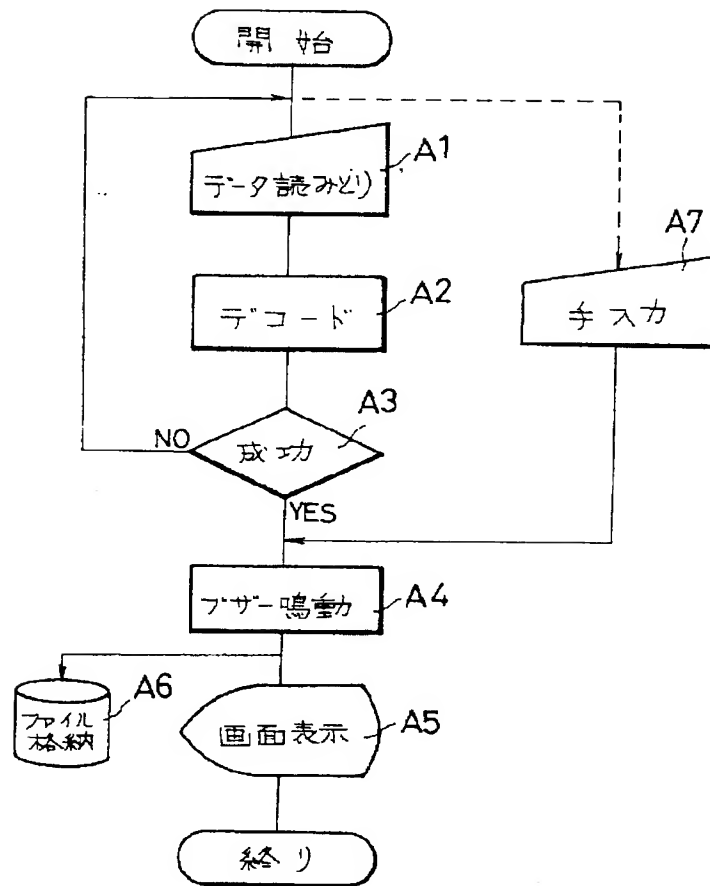 開始
A1
データ読みどり
A7
A2
デコード
手入力
A3
NO
成功
YES
ブザー鳴動
A4
A6
ファイル
格納
A5
画面表示
終り